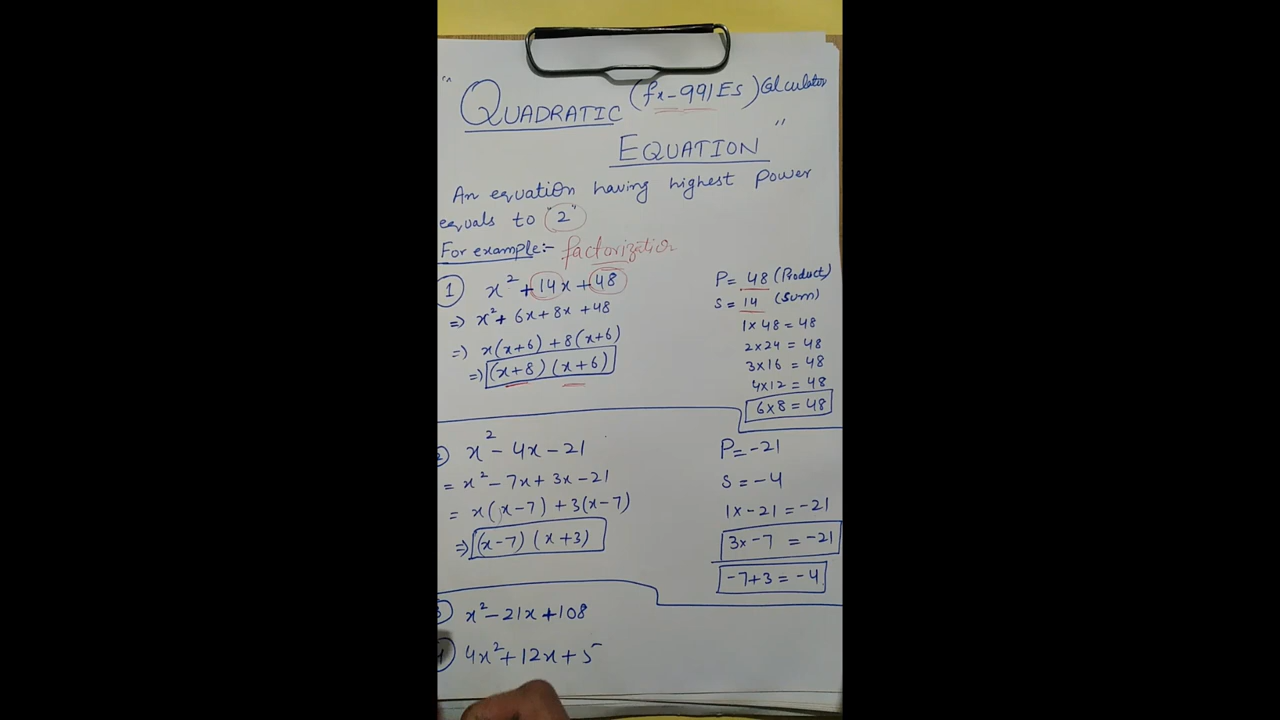 "QUADRATIC (fx-991ES) Calculator
EQUATION"
An equation having highest power
equals to "2"
For example:- factorization
1 x² + 14x + 48
=> x² + 6x + 8x + 48
=> x(x+6) + 8(x+6)
=> (x+8) (x+6)
P = 48 (Product)
S = 14 (Sum)
1 x 48 = 48
2 x 24 = 48
3 x 16 = 48
4 x 12 = 48
6 x 8 = 48
2 x² - 4x - 21
= x² - 7x + 3x - 21
= x(x-7) + 3(x-7)
=> (x-7) (x+3)
P = -21
S = -4
1 x -21 = -21
3 x -7 = -21
-7+3 = -4
3 x² - 21x + 108
4 4x² + 12x + 5